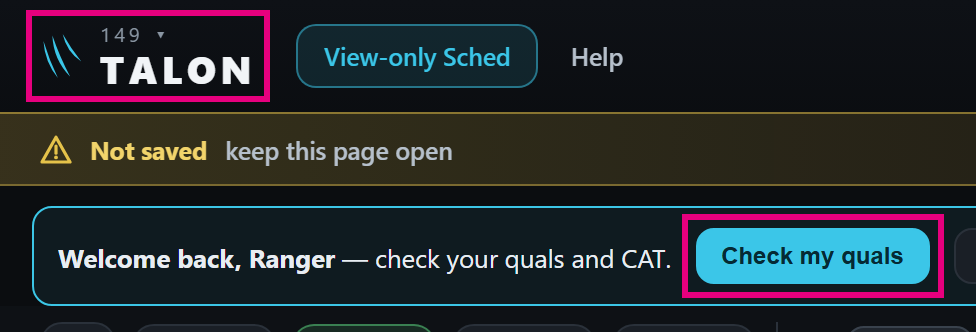 149 ▾
TALON
View-only Sched
Help
Not saved keep this page open
Welcome back, Ranger — check your quals and CAT.
Check my quals